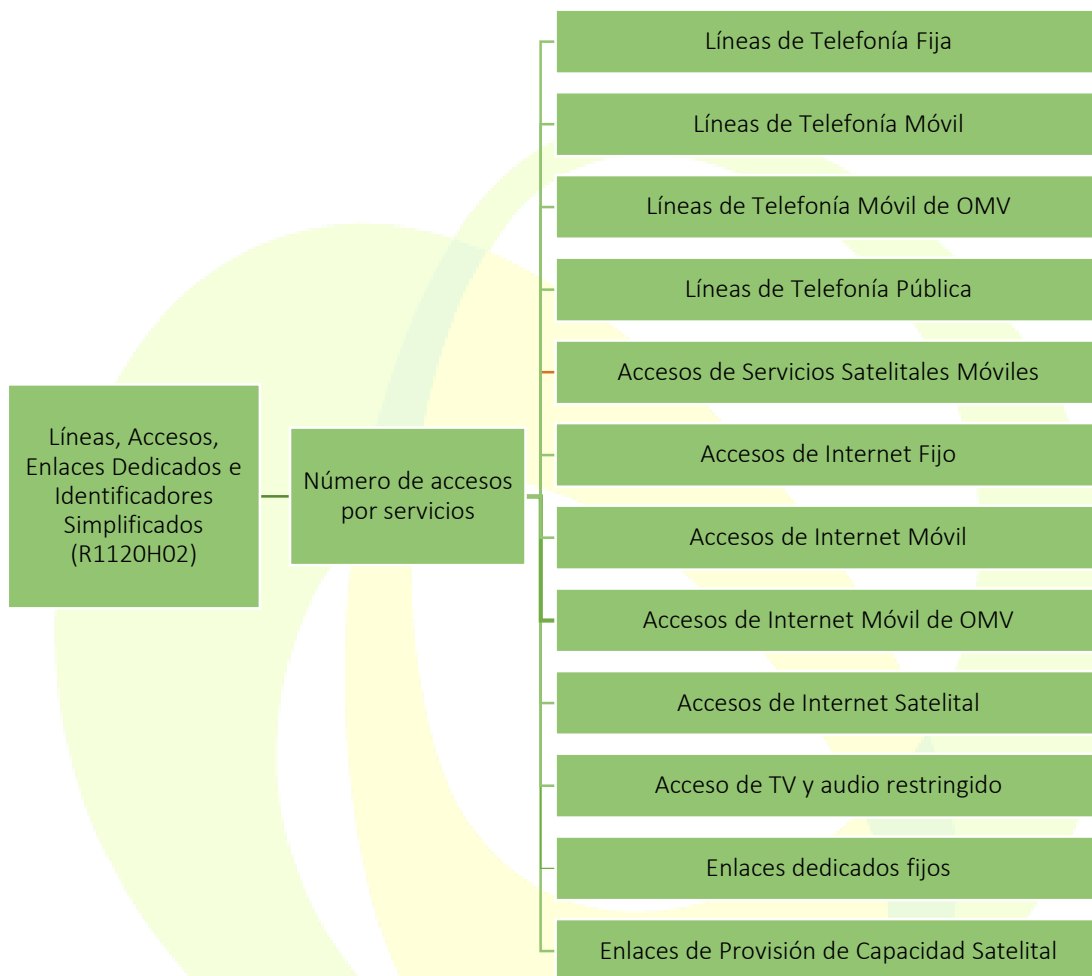 Líneas, Accesos,
Enlaces Dedicados e
Identificadores
Simplificados
(R1120H02)
Número de accesos
por servicios
Líneas de Telefonía Fija
Líneas de Telefonía Móvil
Líneas de Telefonía Móvil de OMV
Líneas de Telefonía Pública
Accesos de Servicios Satelitales Móviles
Accesos de Internet Fijo
Accesos de Internet Móvil
Accesos de Internet Móvil de OMV
Accesos de Internet Satelital
Acceso de TV y audio restringido
Enlaces dedicados fijos
Enlaces de Provisión de Capacidad Satelital